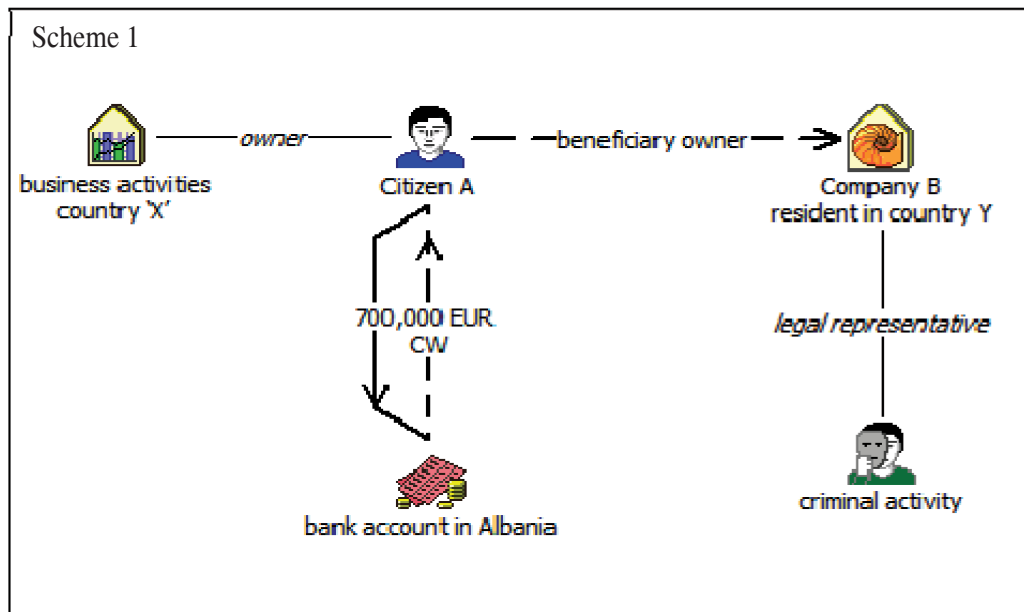 Scheme 1
owner
beneficiary owner
business activities
country ‘X’
Citizen A
Company B
resident in country Y
700,000 EUR
CW
legal representative
bank account in Albania
criminal activity